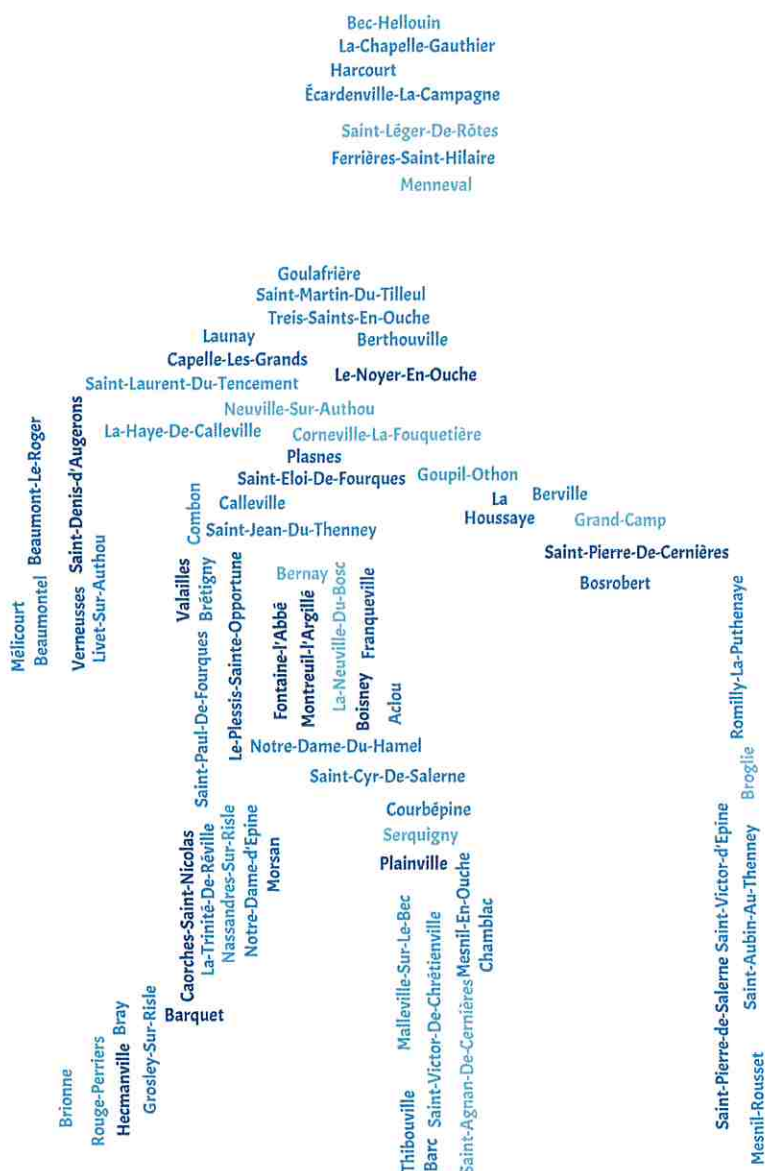 Bec-Hellouin
La-Chapelle-Gauthier
Harcourt
Écardenville-La-Campagne
Saint-Léger-De-Rôtes
Ferrières-Saint-Hilaire
Menneval
Goulafrière
Saint-Martin-Du-Tilleul
Treis-Saints-En-Ouche
Launay
Berthouville
Capelle-Les-Grands
Le-Noyer-En-Ouche
Saint-Laurent-Du-Tencement
Neuville-Sur-Authou
La-Haye-De-Calleville
Corneville-La-Fouquetière
Plasnes
Saint-Eloi-De-Fourques
Goupil-Othon
Calleville
La
Houssaye
Berville
Grand-Camp
Saint-Jean-Du-Thenney
Saint-Pierre-De-Cernières
Bosrobert
Mélicourt
Beaumontel
Beaumont-Le-Roger
Verneusses
Saint-Denis-d'Augerons
Livet-Sur-Authou
Combon
Valailles
Brétigny
Saint-Paul-De-Fourques
Le-Plessis-Sainte-Opportune
Bernay
Fontaine-l'Abbé
Montreuil-l'Argillé
La-Neuville-Du-Bosc
Boisney
Franqueville
Aclou
Notre-Dame-Du-Hamel
Saint-Cyr-De-Salerne
Courbépine
Serquigny
Plainville
Romilly-La-Puthenaye
Broglie
Caorches-Saint-Nicolas
La-Trinité-De-Réville
Nassandres-Sur-Risle
Notre-Dame-d'Epine
Morsan
Barquet
Grosley-Sur-Risle
Bray
Hecmanville
Rouge-Perriers
Brionne
Malleville-Sur-Le-Bec
Thibouville
Saint-Victor-De-Chrétienville
Barc
Mesnil-En-Ouche
Saint-Agnan-De-Cernières
Chamblac
Saint-Victor-d'Epine
Saint-Pierre-de-Salerne
Saint-Aubin-Au-Thenney
Mesnil-Rousset